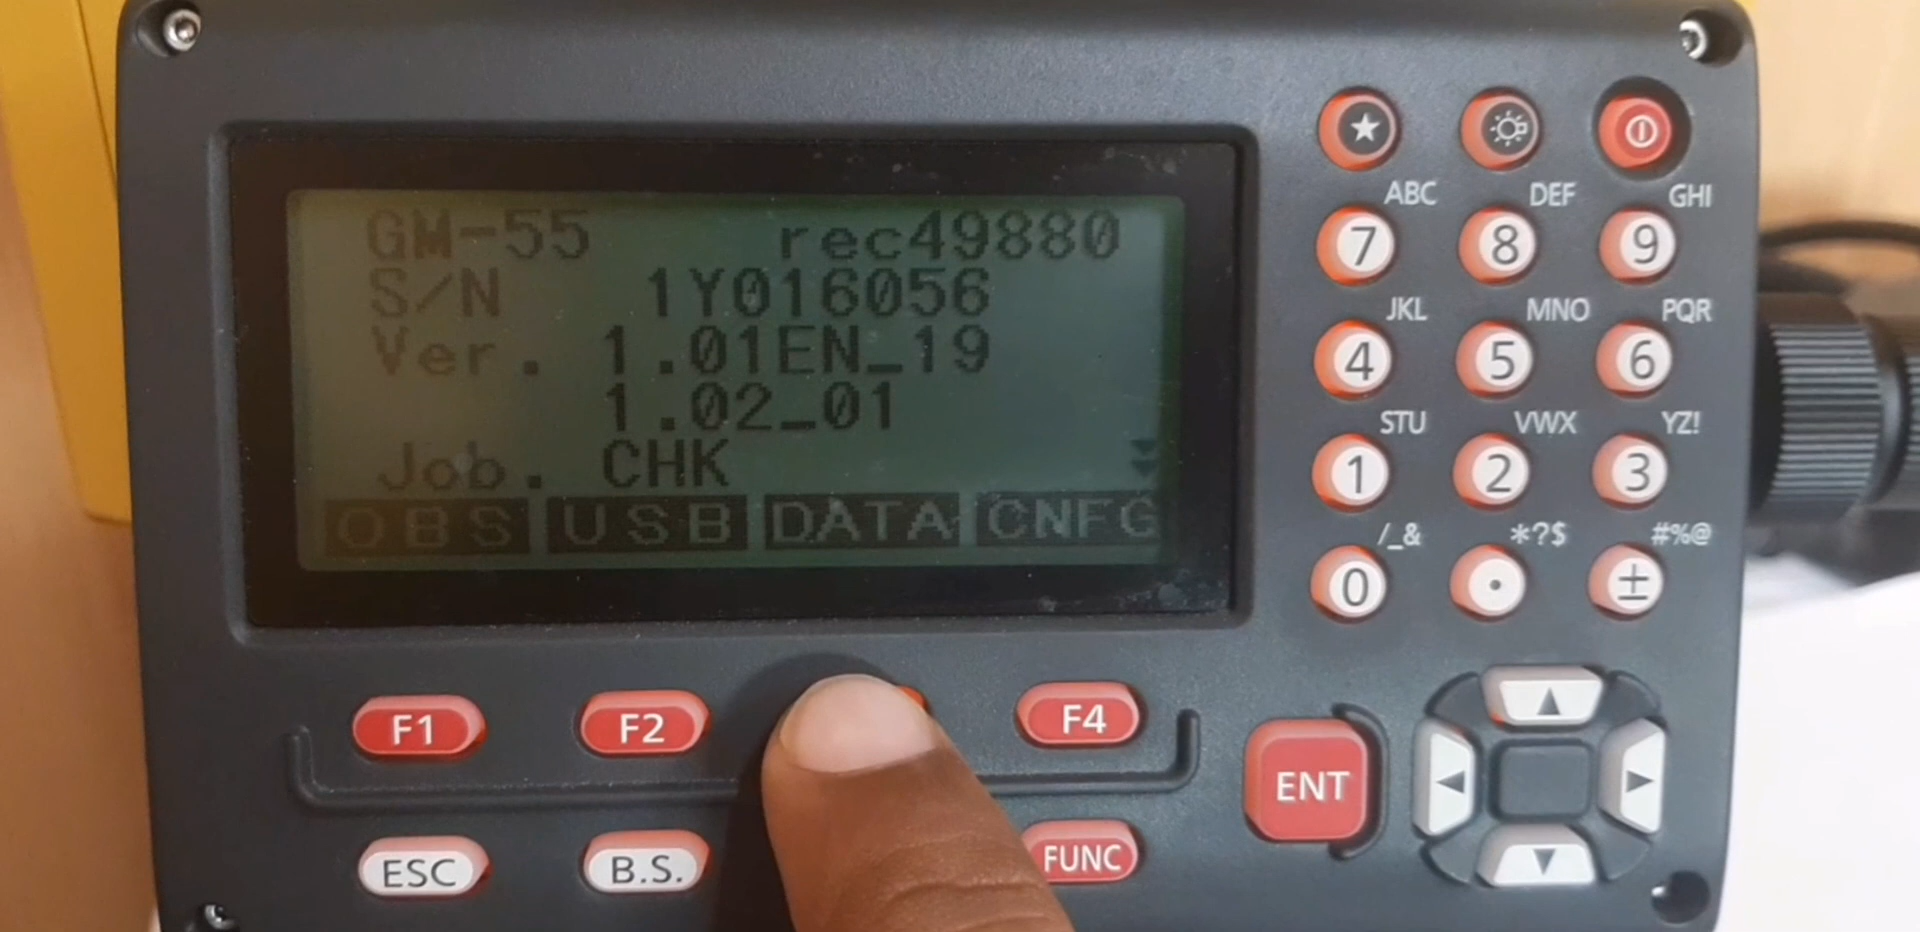 GM-55 rec49880
S/N 1Y016056
Ver. 1.01EN_19
1.02_01
Job. CHK
OBS USB DATA CNFG
ABC DEF GHI
7 8 9
JKL MNO PQR
4 5 6
STU VWX YZ!
1 2 3
/_& *?$ #%@
0 . ±
F1 F2 F4
ENT
ESC B.S. FUNC